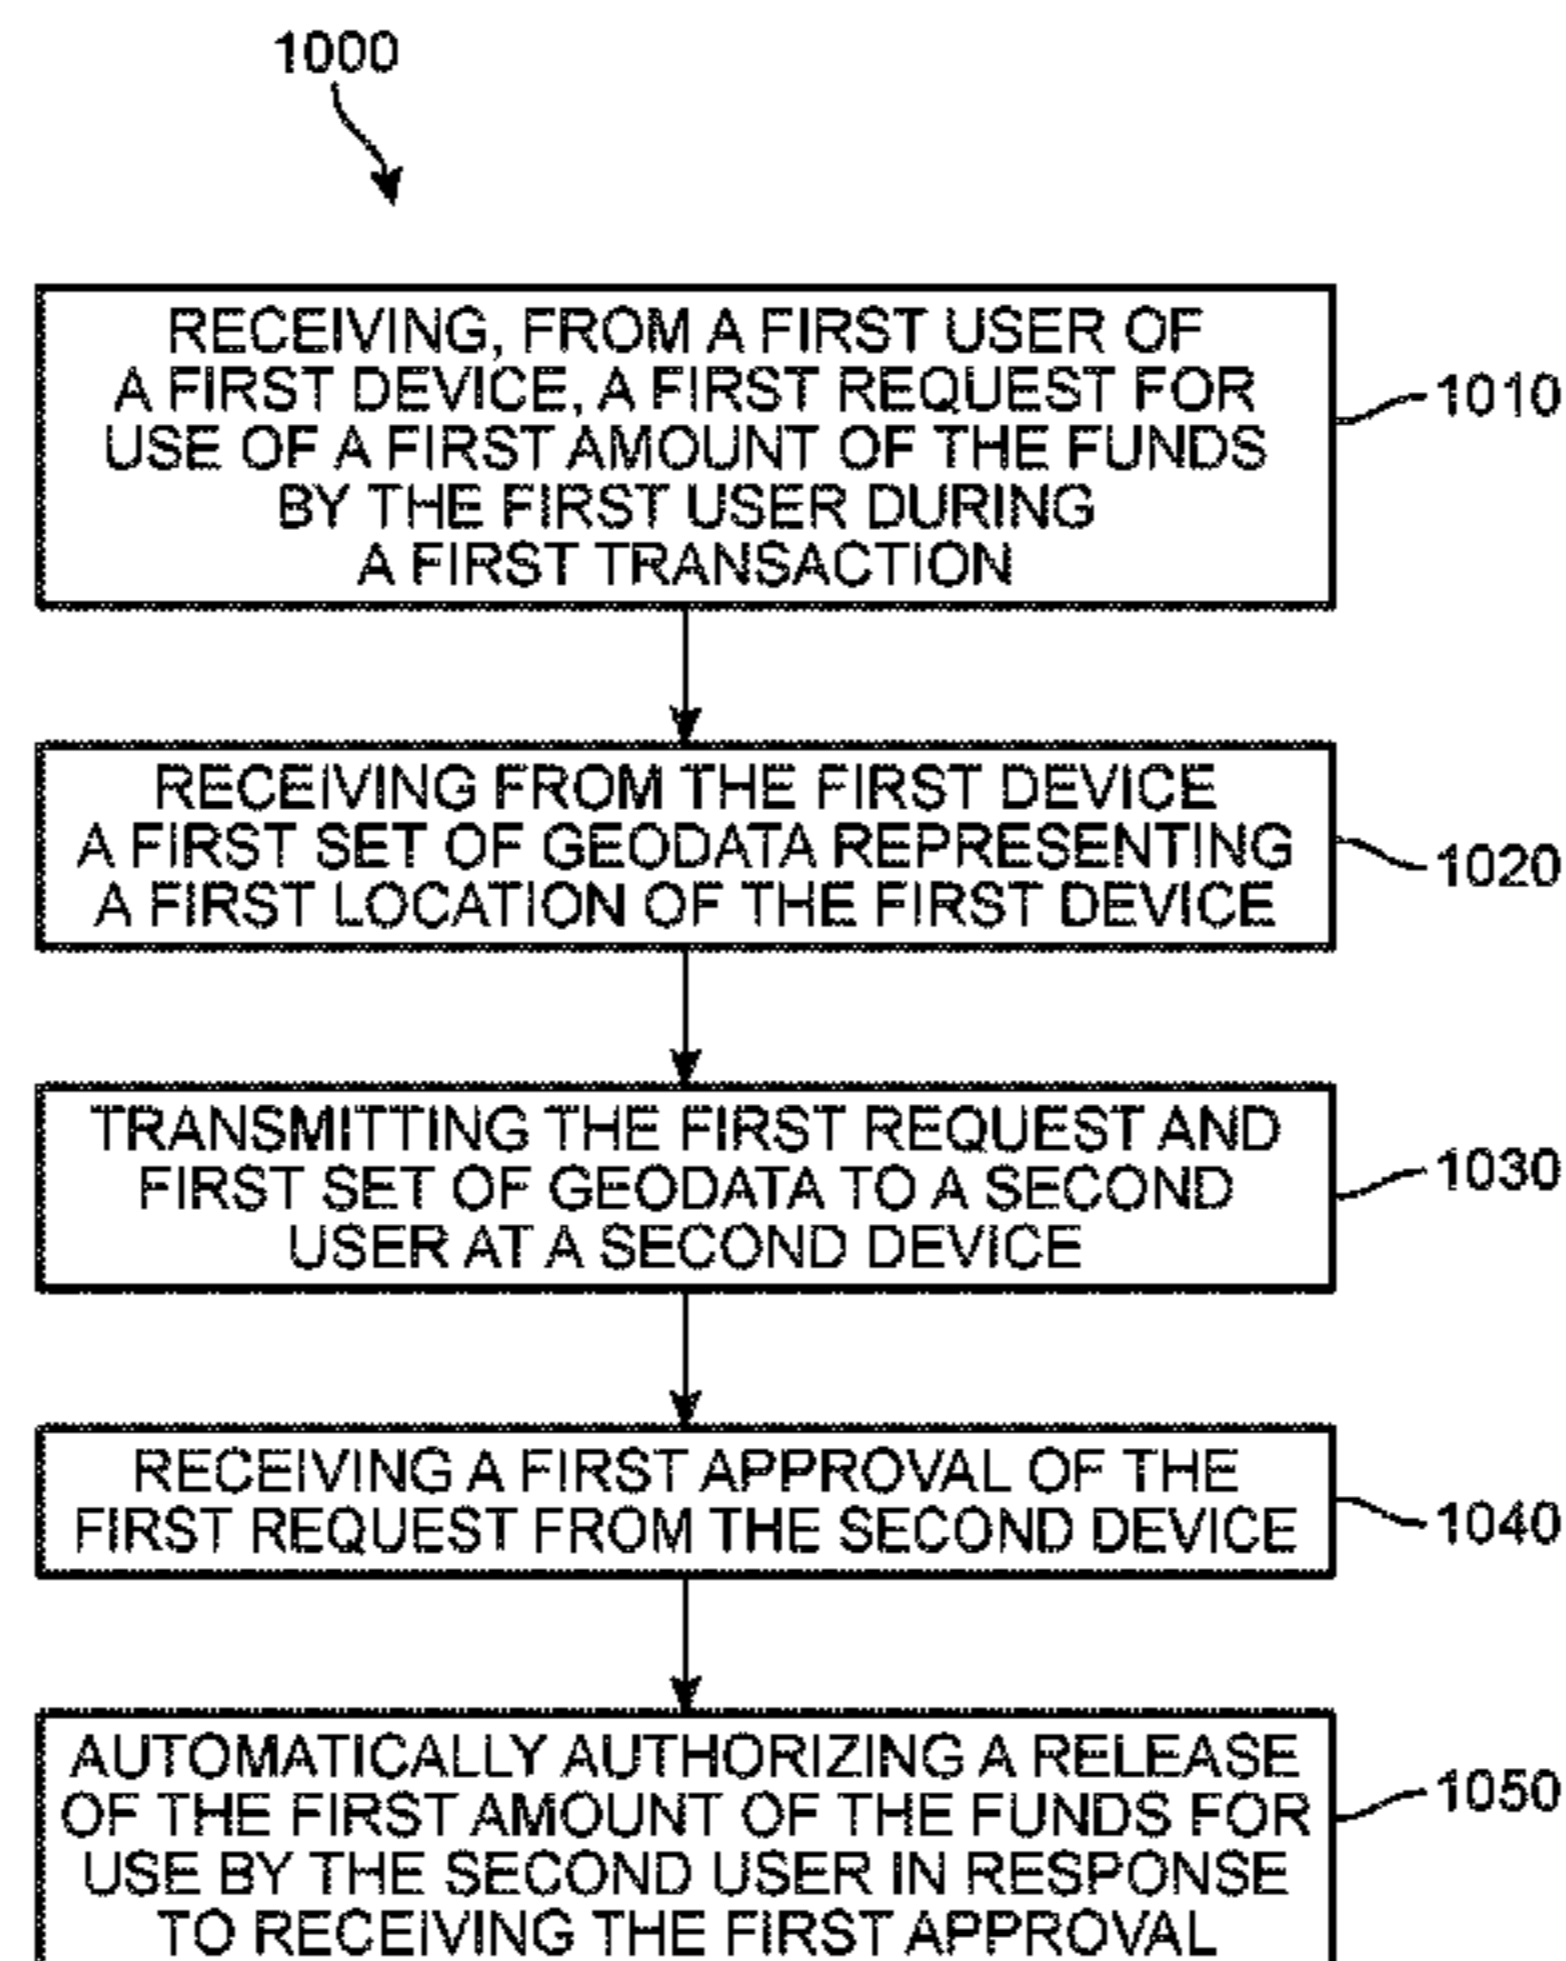 1000
RECEIVING, FROM A FIRST USER OF
A FIRST DEVICE, A FIRST REQUEST FOR
USE OF A FIRST AMOUNT OF THE FUNDS
BY THE FIRST USER DURING
A FIRST TRANSACTION
1010
RECEIVING FROM THE FIRST DEVICE
A FIRST SET OF GEODATA REPRESENTING
A FIRST LOCATION OF THE FIRST DEVICE
1020
TRANSMITTING THE FIRST REQUEST AND
FIRST SET OF GEODATA TO A SECOND
USER AT A SECOND DEVICE
1030
RECEIVING A FIRST APPROVAL OF THE
FIRST REQUEST FROM THE SECOND DEVICE
1040
AUTOMATICALLY AUTHORIZING A RELEASE
OF THE FIRST AMOUNT OF THE FUNDS FOR
USE BY THE SECOND USER IN RESPONSE
TO RECEIVING THE FIRST APPROVAL
1050